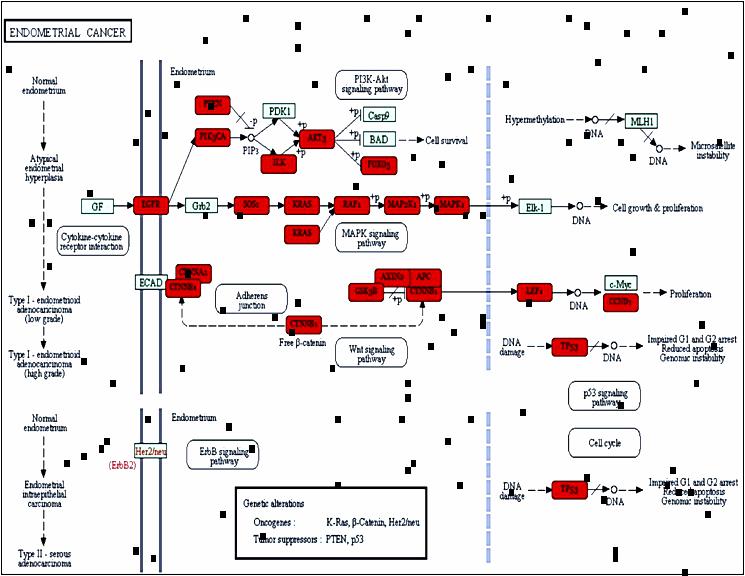 ENDOMETRIAL CANCER
Normal
endometrium
Atypical
endometrial
hyperplasia
Type I - endometrioid
adenocarcinoma
(low grade)
Type I - endometrioid
adenocarcinoma
(high grade)
Endometrium
PI3K-Akt
signaling pathway
PTEN
-p
PIK3CA
PIP3
PDK1
ILK
+p
+p
AKT3
+p
+p
+p
Casp9
BAD
FOXO3
Cell survival
Hypermethylation
DNA
MLH1
DNA
Microsatellite
instability
GF
EGFR
Grb2
SOS1
KRAS
RAF1
+p
MAP2K1
+p
MAPK1
+p
Elk-1
DNA
Cell growth & proliferation
KRAS
MAPK signaling
pathway
Cytokine-cytokine
receptor interaction
ECAD
CTNNA1
CTNNB1
Adherens
junction
AXIN2
APC
GSK3B
+p
CTNNB1
LEF1
DNA
c-Myc
CCND1
Proliferation
CTNNB1
Free β-catenin
Wnt signaling
pathway
DNA
damage
TP53
DNA
Impaired G1 and G2 arrest
Reduced apoptosis
Genomic instability
p53 signaling
pathway
Cell cycle
Normal
endometrium
Endometrial
intraepithelial
carcinoma
Type II - serous
adenocarcinoma
Endometrium
Her2/neu
(ErbB2)
ErbB signaling
pathway
DNA
damage
TP53
DNA
Impaired G1 and G2 arrest
Reduced apoptosis
Genomic instability
Genetic alterations
Oncogenes : K-Ras, β-Catenin, Her2/neu
Tumor suppressors : PTEN, p53